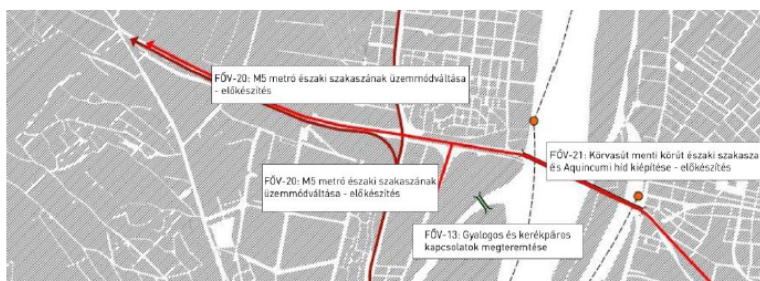 FŐV-20: M5 metró északi szakaszának üzemmódváltása
- előkészítés
FŐV-21: Körvasút menti körút északi szakasza
és Aquincumi híd kiépítése - előkészítés
FŐV-20: M5 metró északi szakaszának
üzemmódváltása - előkészítés
FŐV-13: Gyalogos és kerékpáros
kapcsolatok megteremtése